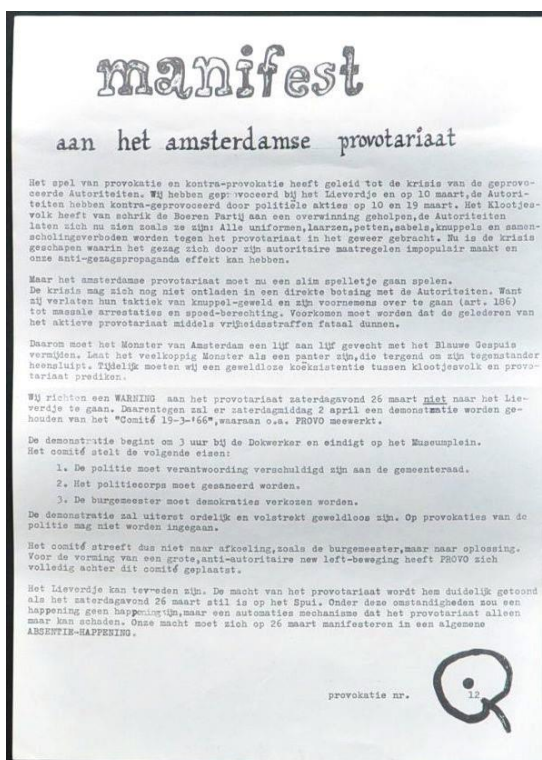 manifest
aan het amsterdamse provotariaat
Het spel van provokatie en kontra-provokatie heeft geleid tot de krisis van de geprovo-
ceerde Autoriteiten. Wij hebben geprovoceerd bij het Lieverdje en op 10 maart,de Autori-
teiten hebben kontra-geprovoceerd door politiële akties op 10 en 19 maart. Het Klootjes-
volk heeft van schrik de Boeren Partij aan een overwinning geholpen,de Autoriteiten
laten zich nu zien zoals ze zijn: Alle uniformen,laarzen,petten,sabels,knuppels en samen-
scholingsverboden worden tegen het provotariaat in het geweer gebracht. Nu is de krisis
geschapen waarin het gezag zich door zijn autoritaire maatregelen impopulair maakt en
onze anti-gezagspropaganda effekt kan hebben.
Maar het amsterdamse provotariaat moet nu een slim spelletje gaan spelen.
De krisis mag zich nog niet ontladen in een direkte botsing met de Autoriteiten. Want
zij verlaten hun taktiek van knuppel-geweld en zijn voornemens over te gaan (art. 186)
tot massale arrestaties en spoed-berechting. Voorkomen moet worden dat de gelederen van
het aktieve provotariaat middels vrijheidsstraffen fataal dunnen.
Daarom moet het Monster van Amsterdam een lijf aan lijf gevecht met het Blauwe Gespuis
vermijden. Laat het veelkoppig Monster als een panter zijn,die tergend om zijn tegenstander
heensluipt. Tijdelijk moeten wij een geweldloze koëksistentie tussen klootjesvolk en provo-
tariaat prediken.
Wij richten een WARNING aan het provotariaat zaterdagavond 26 maart niet naar het Lie-
verdje te gaan. Daarentegen zal er zaterdagmiddag 2 april een demonstratie worden ge-
houden van het "Comité 19-3-'66",waaraan o.a. PROVO meewerkt.
De demonstratie begint om 3 uur bij de Dokwerker en eindigt op het Museumplein.
Het comité stelt de volgende eisen:
1. De politie moet verantwoording verschuldigd zijn aan de gemeenteraad.
2. Het politiecorps moet gesaneerd worden.
3. De burgemeester moet demokraties verkozen worden.
De demonstratie zal uiterst ordelijk en volstrekt geweldloos zijn. Op provokaties van de
politie mag niet worden ingegaan.
Het comité streeft dus niet naar afkoeling,zoals de burgemeester,maar naar oplossing.
Voor de vorming van een grote,anti-autoritaire new left-beweging heeft PROVO zich
volledig achter dit comité geplaatst.
Het Lieverdje kan tevreden zijn. De macht van het provotariaat wordt hem duidelijk getoond
als het zaterdagavond 26 maart stil is op het Spui. Onder deze omstandigheden zou een
happening geen happening zijn,maar een automaties mechanisme dat het provotariaat alleen
maar kan schaden. Onze macht moet zich op 26 maart manifesteren in een algemene
ABSENTIE-HAPPENING.
provokatie nr. 12